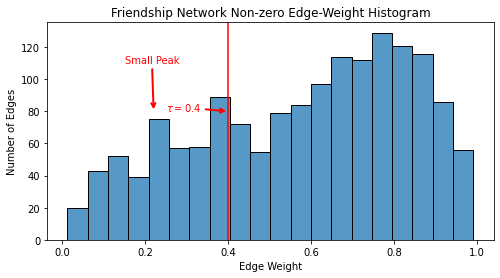 Friendship Network Non-zero Edge-Weight Histogram
120
100
80
60
40
20
0
Number of Edges
Small Peak
τ = 0.4
0.0 0.2 0.4 0.6 0.8 1.0
Edge Weight